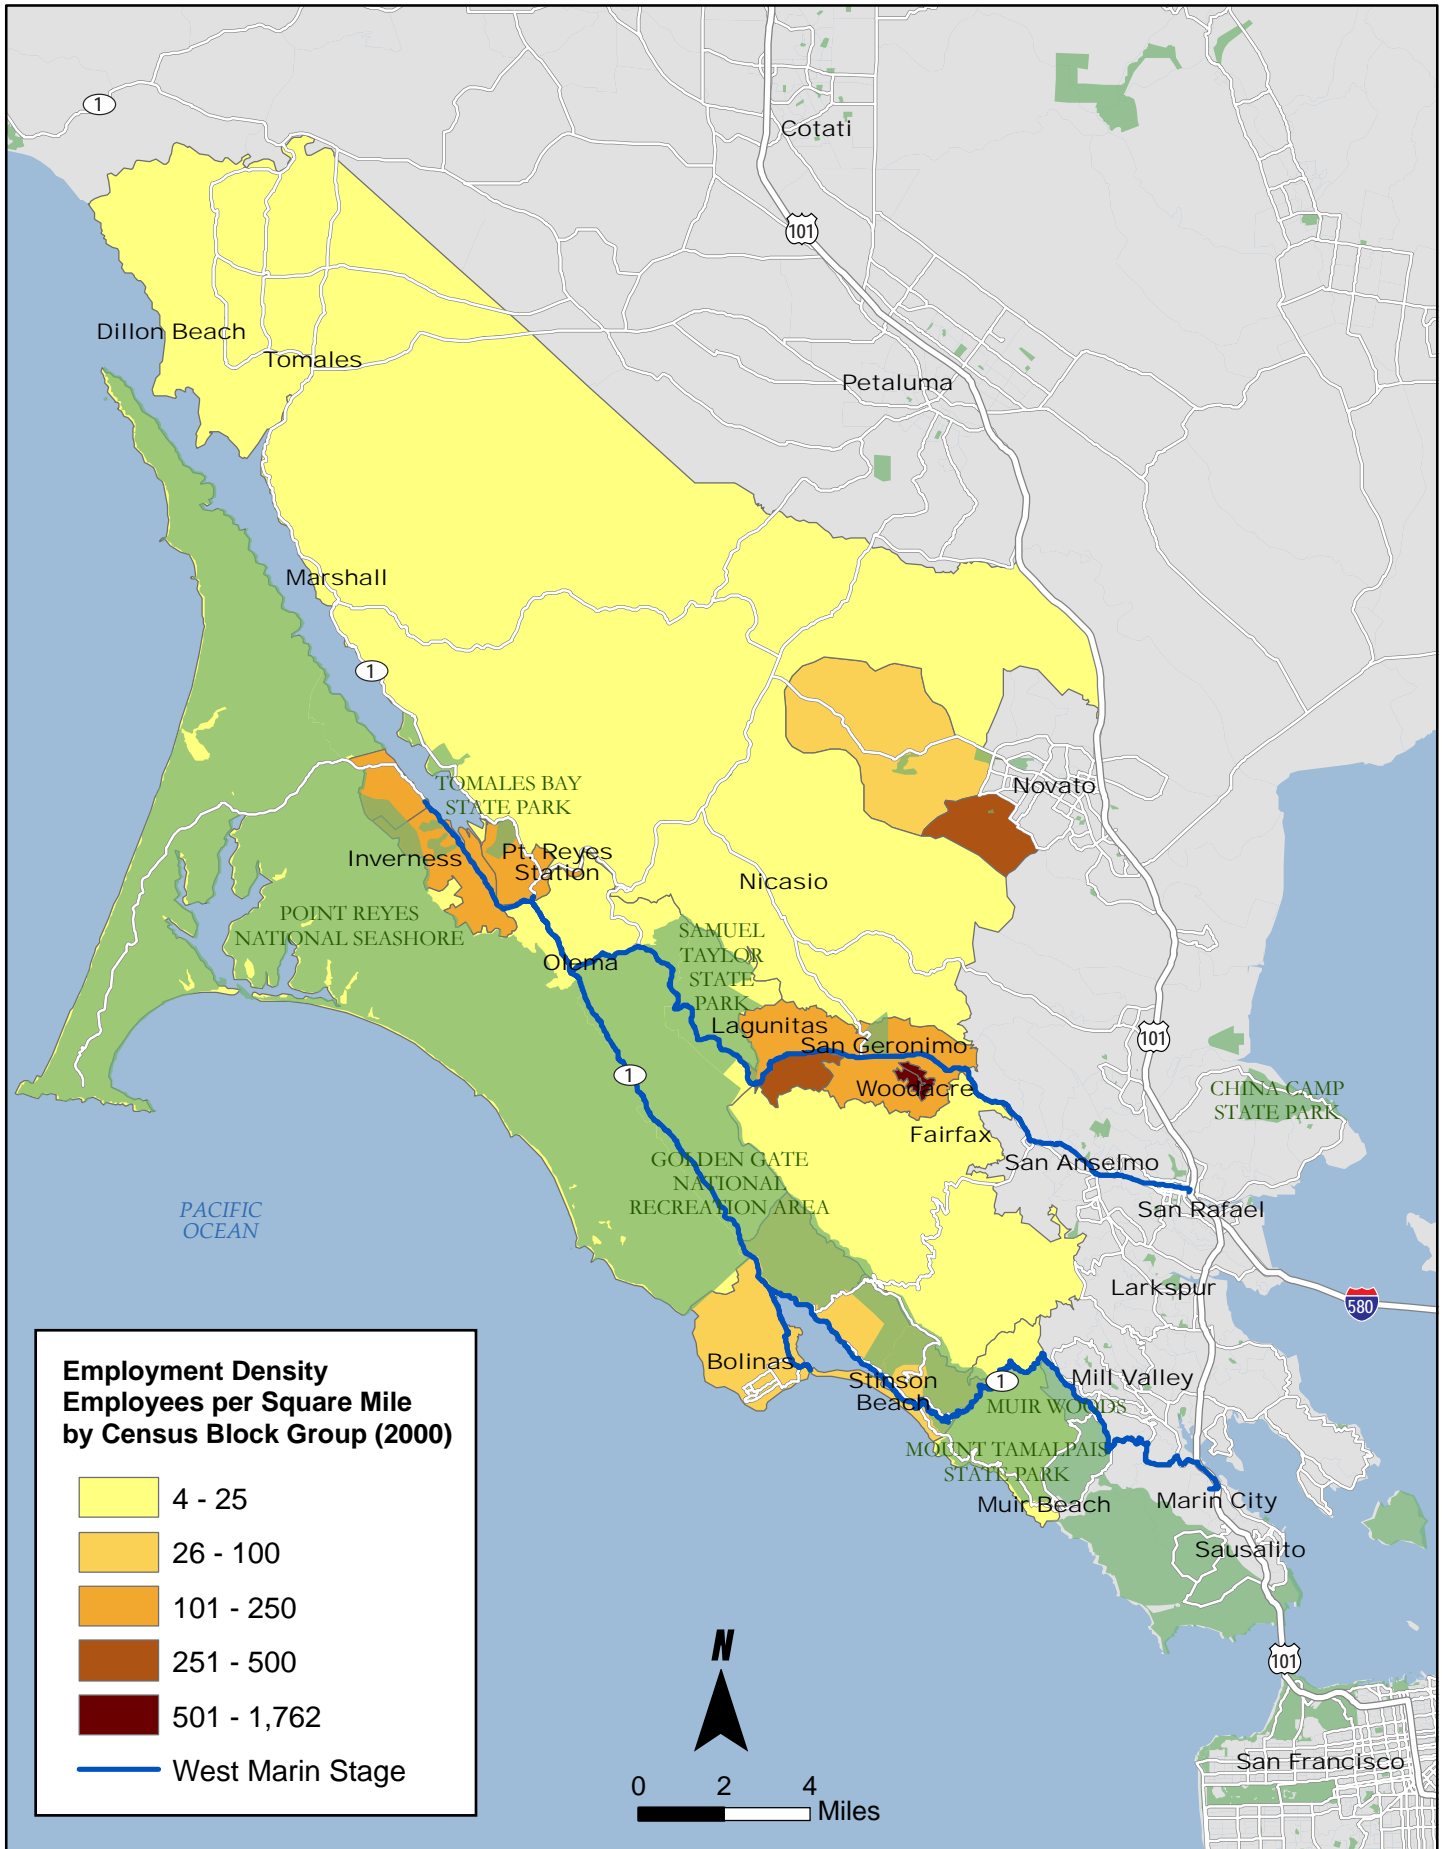 1
Cotati
101
Dillon Beach
Tomales
Petaluma
Marshall
1
TOMALES BAY
STATE PARK
Novato
Inverness
Pt. Reyes
Station
Nicasio
POINT REYES
NATIONAL SEASHORE
SAMUEL
TAYLOR
STATE
PARK
Olema
Lagunitas
San Geronimo
101
1
Woodacre
CHINA CAMP
STATE PARK
Fairfax
San Anselmo
GOLDEN GATE
NATIONAL
RECREATION AREA
PACIFIC
OCEAN
San Rafael
Larkspur
580
Bolinas
Stinson
Beach
1
Mill Valley
MUIR WOODS
MOUNT TAMALPAIS
STATE PARK
Muir Beach
Marin City
Sausalito
101
San Francisco
Employment Density
Employees per Square Mile
by Census Block Group (2000)
4 - 25
26 - 100
101 - 250
251 - 500
501 - 1,762
West Marin Stage
N
0 2 4
Miles